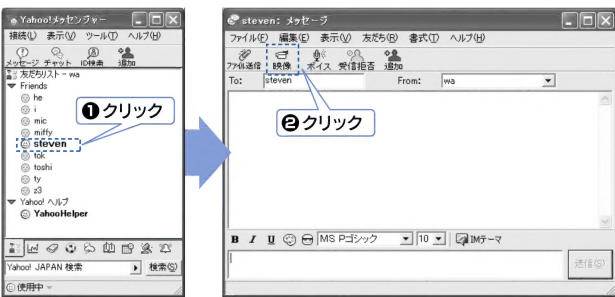 Yahoo!メッセンジャー
接続(L) 表示(V) ツール(T) ヘルプ(H)
メッセージ チャット ID検索 追加
友だちリスト - wa
Friends
he
i
mic
miffy
steven
tok
toshi
ty
z3
Yahoo! ヘルプ
YahooHelper
Yahoo! JAPAN 検索 検索(S)
使用中
❶クリック
steven: メッセージ
ファイル(F) 編集(E) 表示(V) 友だち(B) 書式(T) ヘルプ(H)
ファイル送信 映像 ボイス 受信拒否 追加
To: steven From: wa
❷クリック
B I U MS Pゴシック 10 IMテーマ
送信(S)